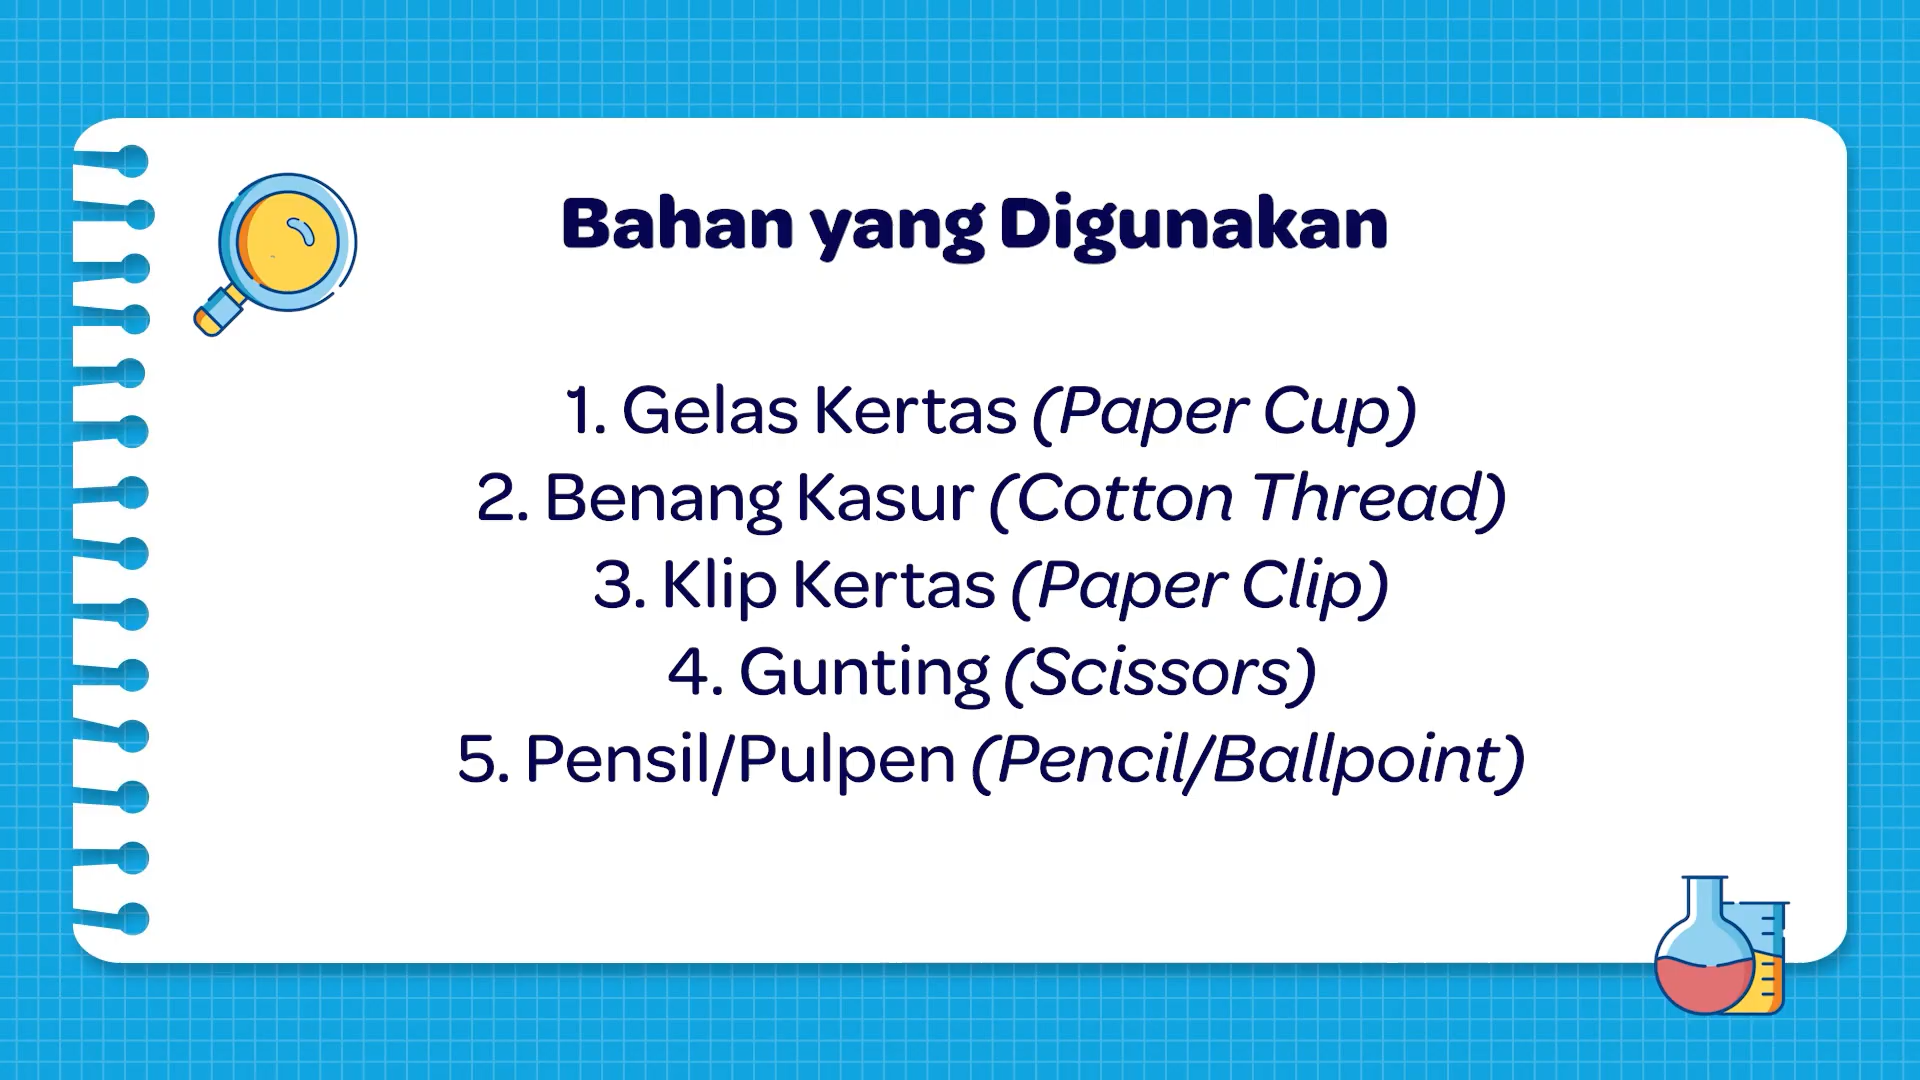 Bahan yang Digunakan
1. Gelas Kertas (Paper Cup)
2. Benang Kasur (Cotton Thread)
3. Klip Kertas (Paper Clip)
4. Gunting (Scissors)
5. Pensil/Pulpen (Pencil/Ballpoint)